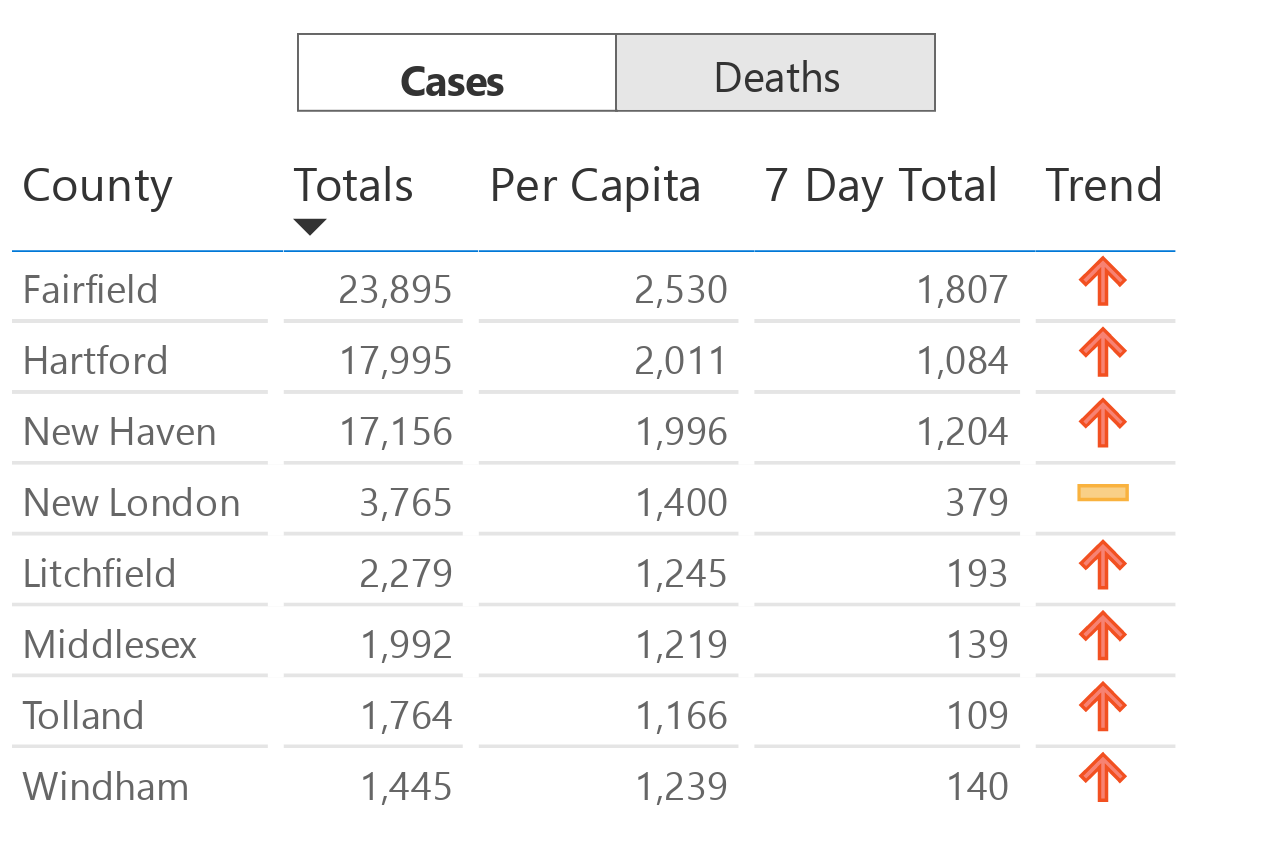 Cases Deaths
County Totals Per Capita 7 Day Total Trend
Fairfield 23,895 2,530 1,807
Hartford 17,995 2,011 1,084
New Haven 17,156 1,996 1,204
New London 3,765 1,400 379
Litchfield 2,279 1,245 193
Middlesex 1,992 1,219 139
Tolland 1,764 1,166 109
Windham 1,445 1,239 140